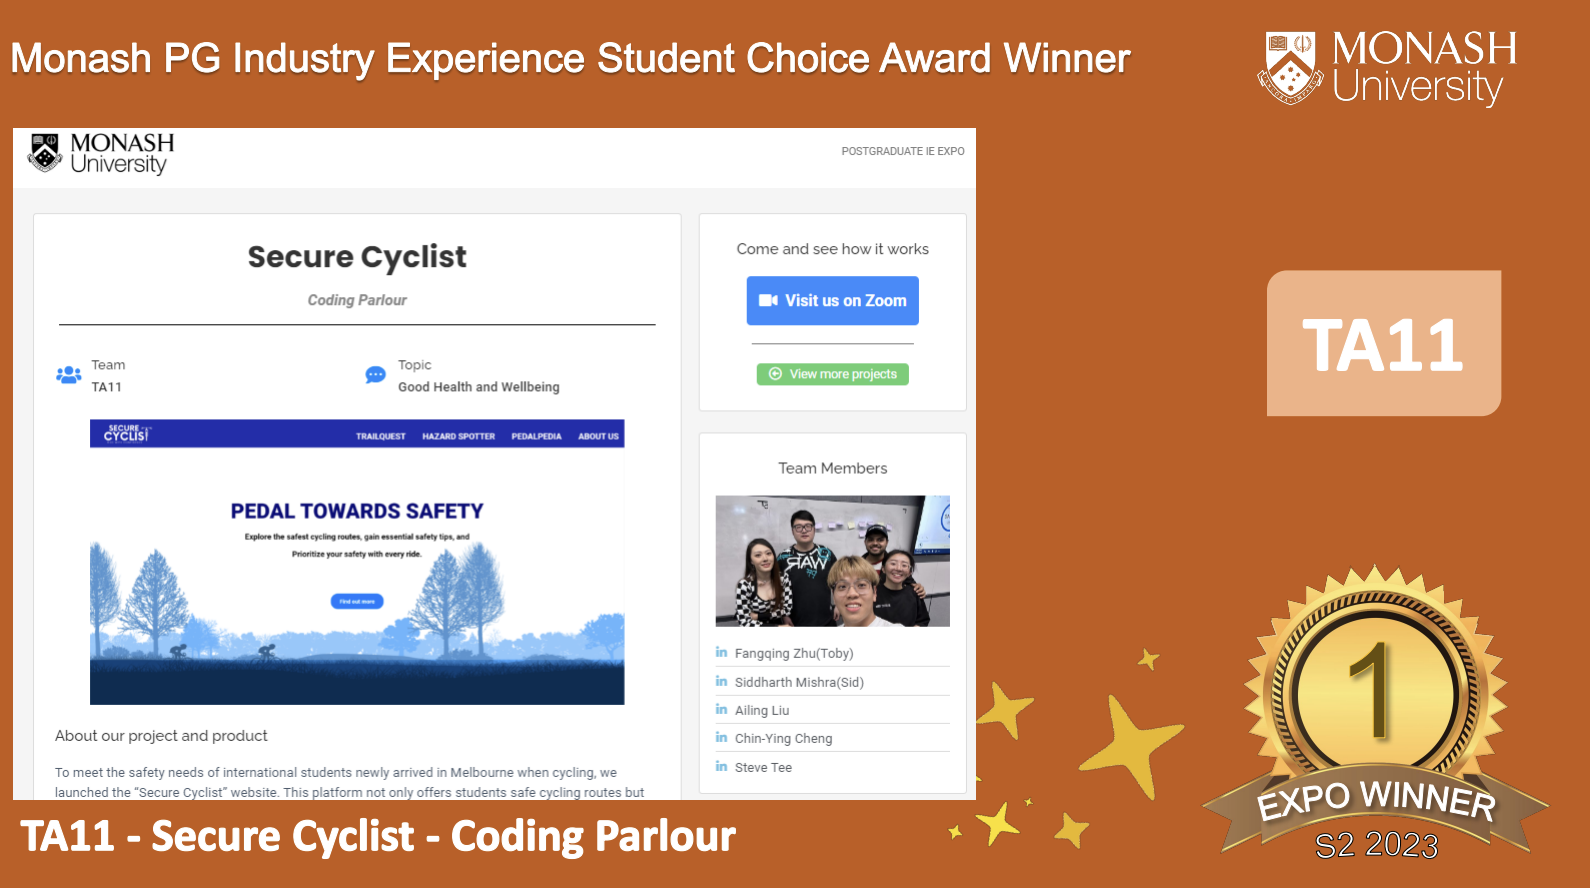 Monash PG Industry Experience Student Choice Award Winner
MONASH
University
MONASH
University
POSTGRADUATE IE EXPO
Secure Cyclist
Coding Parlour
Team
TA11
Topic
Good Health and Wellbeing
SECURE
CYCLIST
TRAILQUEST HAZARD SPOTTER PEDALPEDIA ABOUT US
PEDAL TOWARDS SAFETY
Explore the safest cycling routes, gain essential safety tips, and
Prioritize your safety with every ride.
Find out more
About our project and product
To meet the safety needs of international students newly arrived in Melbourne when cycling, we
launched the “Secure Cyclist” website. This platform not only offers students safe cycling routes but
Come and see how it works
Visit us on Zoom
View more projects
Team Members
RAW
in Fangqing Zhu(Toby)
in Siddharth Mishra(Sid)
in Ailing Liu
in Chin-Ying Cheng
in Steve Tee
TA11
1
EXPO WINNER
S2 2023
TA11 - Secure Cyclist - Coding Parlour